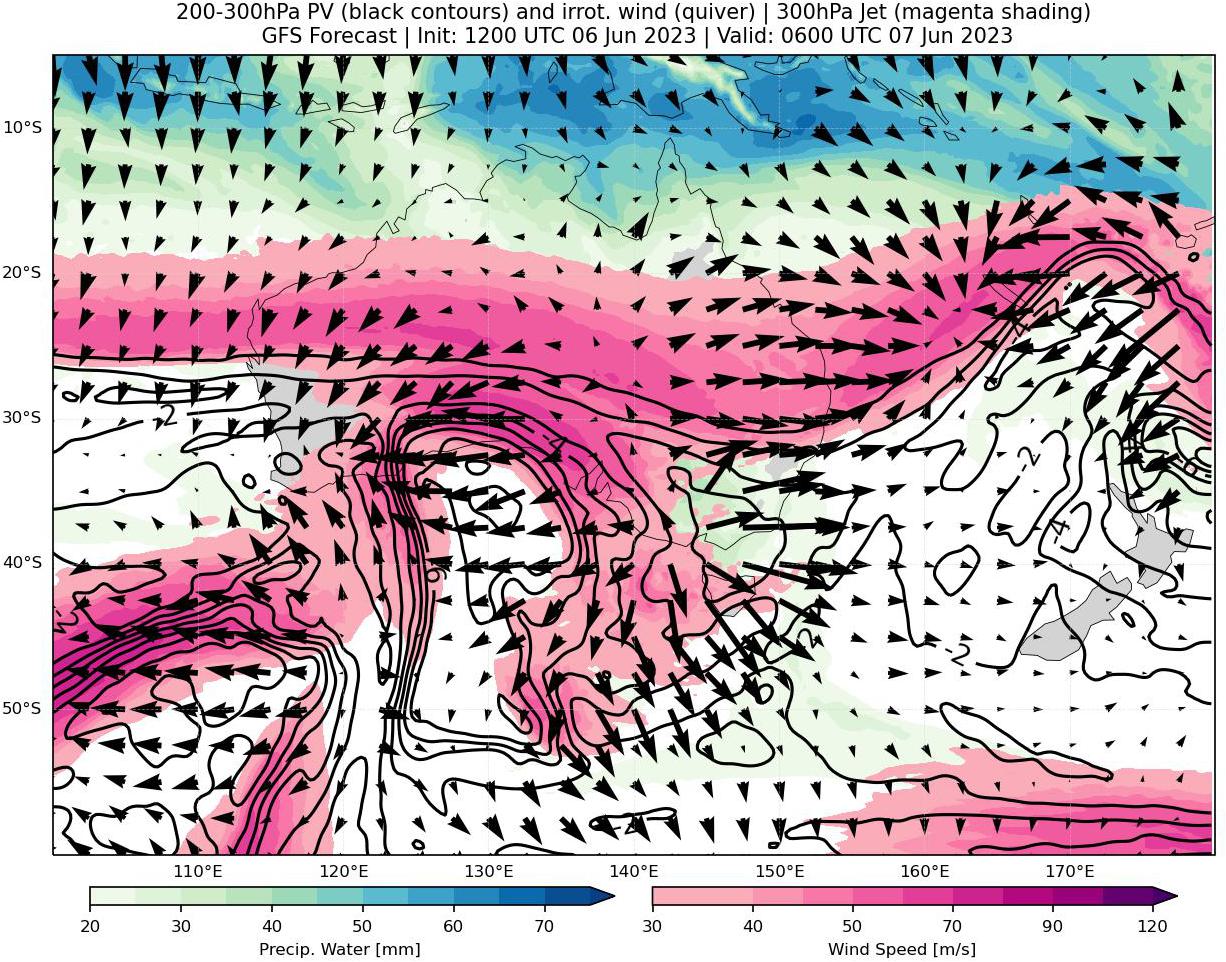 200-300hPa PV (black contours) and irrot. wind (quiver) | 300hPa Jet (magenta shading)
GFS Forecast | Init: 1200 UTC 06 Jun 2023 | Valid: 0600 UTC 07 Jun 2023
10°S
20°S
30°S
40°S
50°S
-2
-4
-2
110°E 120°E 130°E 140°E 150°E 160°E 170°E
20 30 40 50 60 70
Precip. Water [mm]
30 40 50 70 90 120
Wind Speed [m/s]